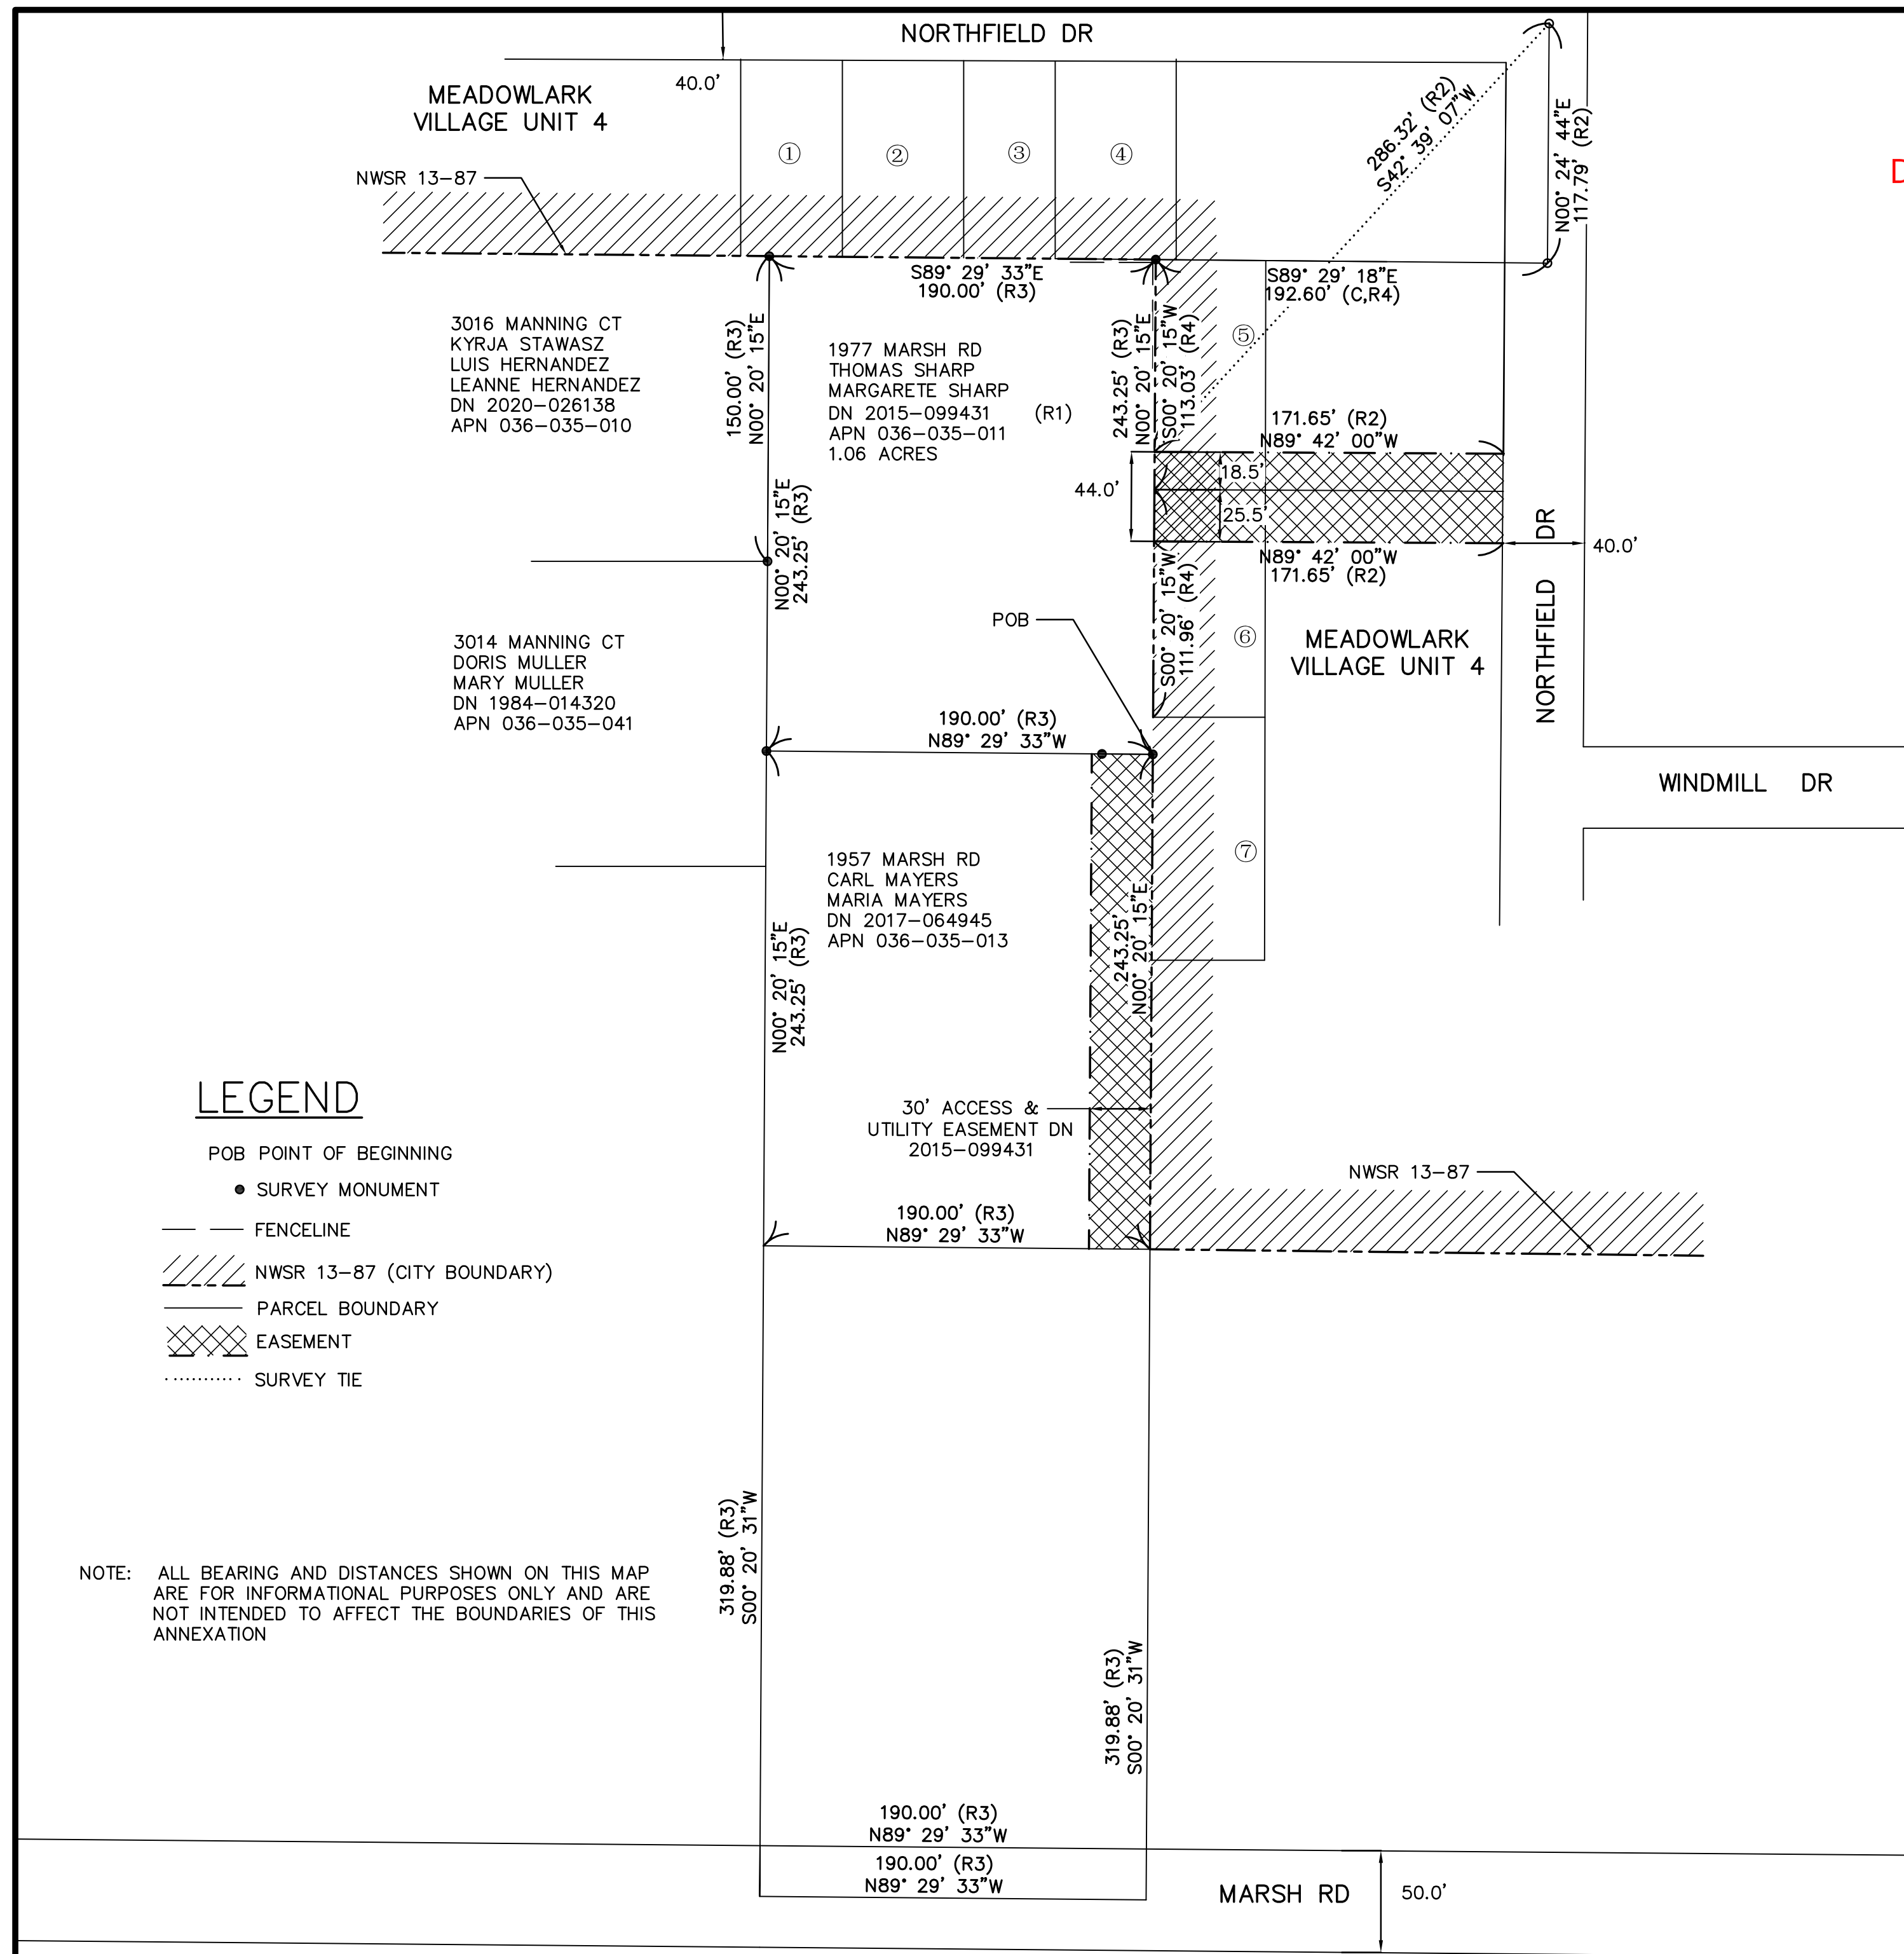 NORTHFIELD DR
40.0'
MEADOWLARK
VILLAGE UNIT 4
NWSR 13-87
①
②
③
④
286.32' (R2)
S42° 39' 07"W
N00° 24' 44"E
117.79' (R2)
D
S89° 29' 33"E
190.00' (R3)
S89° 29' 18"E
192.60' (C,R4)
3016 MANNING CT
KYRJA STAWASZ
LUIS HERNANDEZ
LEANNE HERNANDEZ
DN 2020-026138
APN 036-035-010
150.00' (R3)
N00° 20' 15"E
1977 MARSH RD
THOMAS SHARP
MARGARETE SHARP
DN 2015-099431 (R1)
APN 036-035-011
1.06 ACRES
243.25' (R3)
N00° 20' 15"E
S00° 20' 15"W
113.03' (R4)
⑤
171.65' (R2)
N89° 42' 00"W
18.5'
44.0'
25.5'
N89° 42' 00"W
171.65' (R2)
40.0'
NORTHFIELD DR
N00° 20' 15"E
243.25' (R3)
S00° 20' 15"W
111.96' (R4)
POB
⑥
MEADOWLARK
VILLAGE UNIT 4
3014 MANNING CT
DORIS MULLER
MARY MULLER
DN 1984-014320
APN 036-035-041
190.00' (R3)
N89° 29' 33"W
WINDMILL DR
⑦
1957 MARSH RD
CARL MAYERS
MARIA MAYERS
DN 2017-064945
APN 036-035-013
N00° 20' 15"E
243.25' (R3)
243.25'
N00° 20' 15"E
30' ACCESS &
UTILITY EASEMENT DN
2015-099431
NWSR 13-87
190.00' (R3)
N89° 29' 33"W
LEGEND
POB POINT OF BEGINNING
SURVEY MONUMENT
FENCELINE
NWSR 13-87 (CITY BOUNDARY)
PARCEL BOUNDARY
EASEMENT
SURVEY TIE
NOTE: ALL BEARING AND DISTANCES SHOWN ON THIS MAP
ARE FOR INFORMATIONAL PURPOSES ONLY AND ARE
NOT INTENDED TO AFFECT THE BOUNDARIES OF THIS
ANNEXATION
319.88' (R3)
S00° 20' 31"W
319.88' (R3)
S00° 20' 31"W
190.00' (R3)
N89° 29' 33"W
190.00' (R3)
N89° 29' 33"W
MARSH RD
50.0'